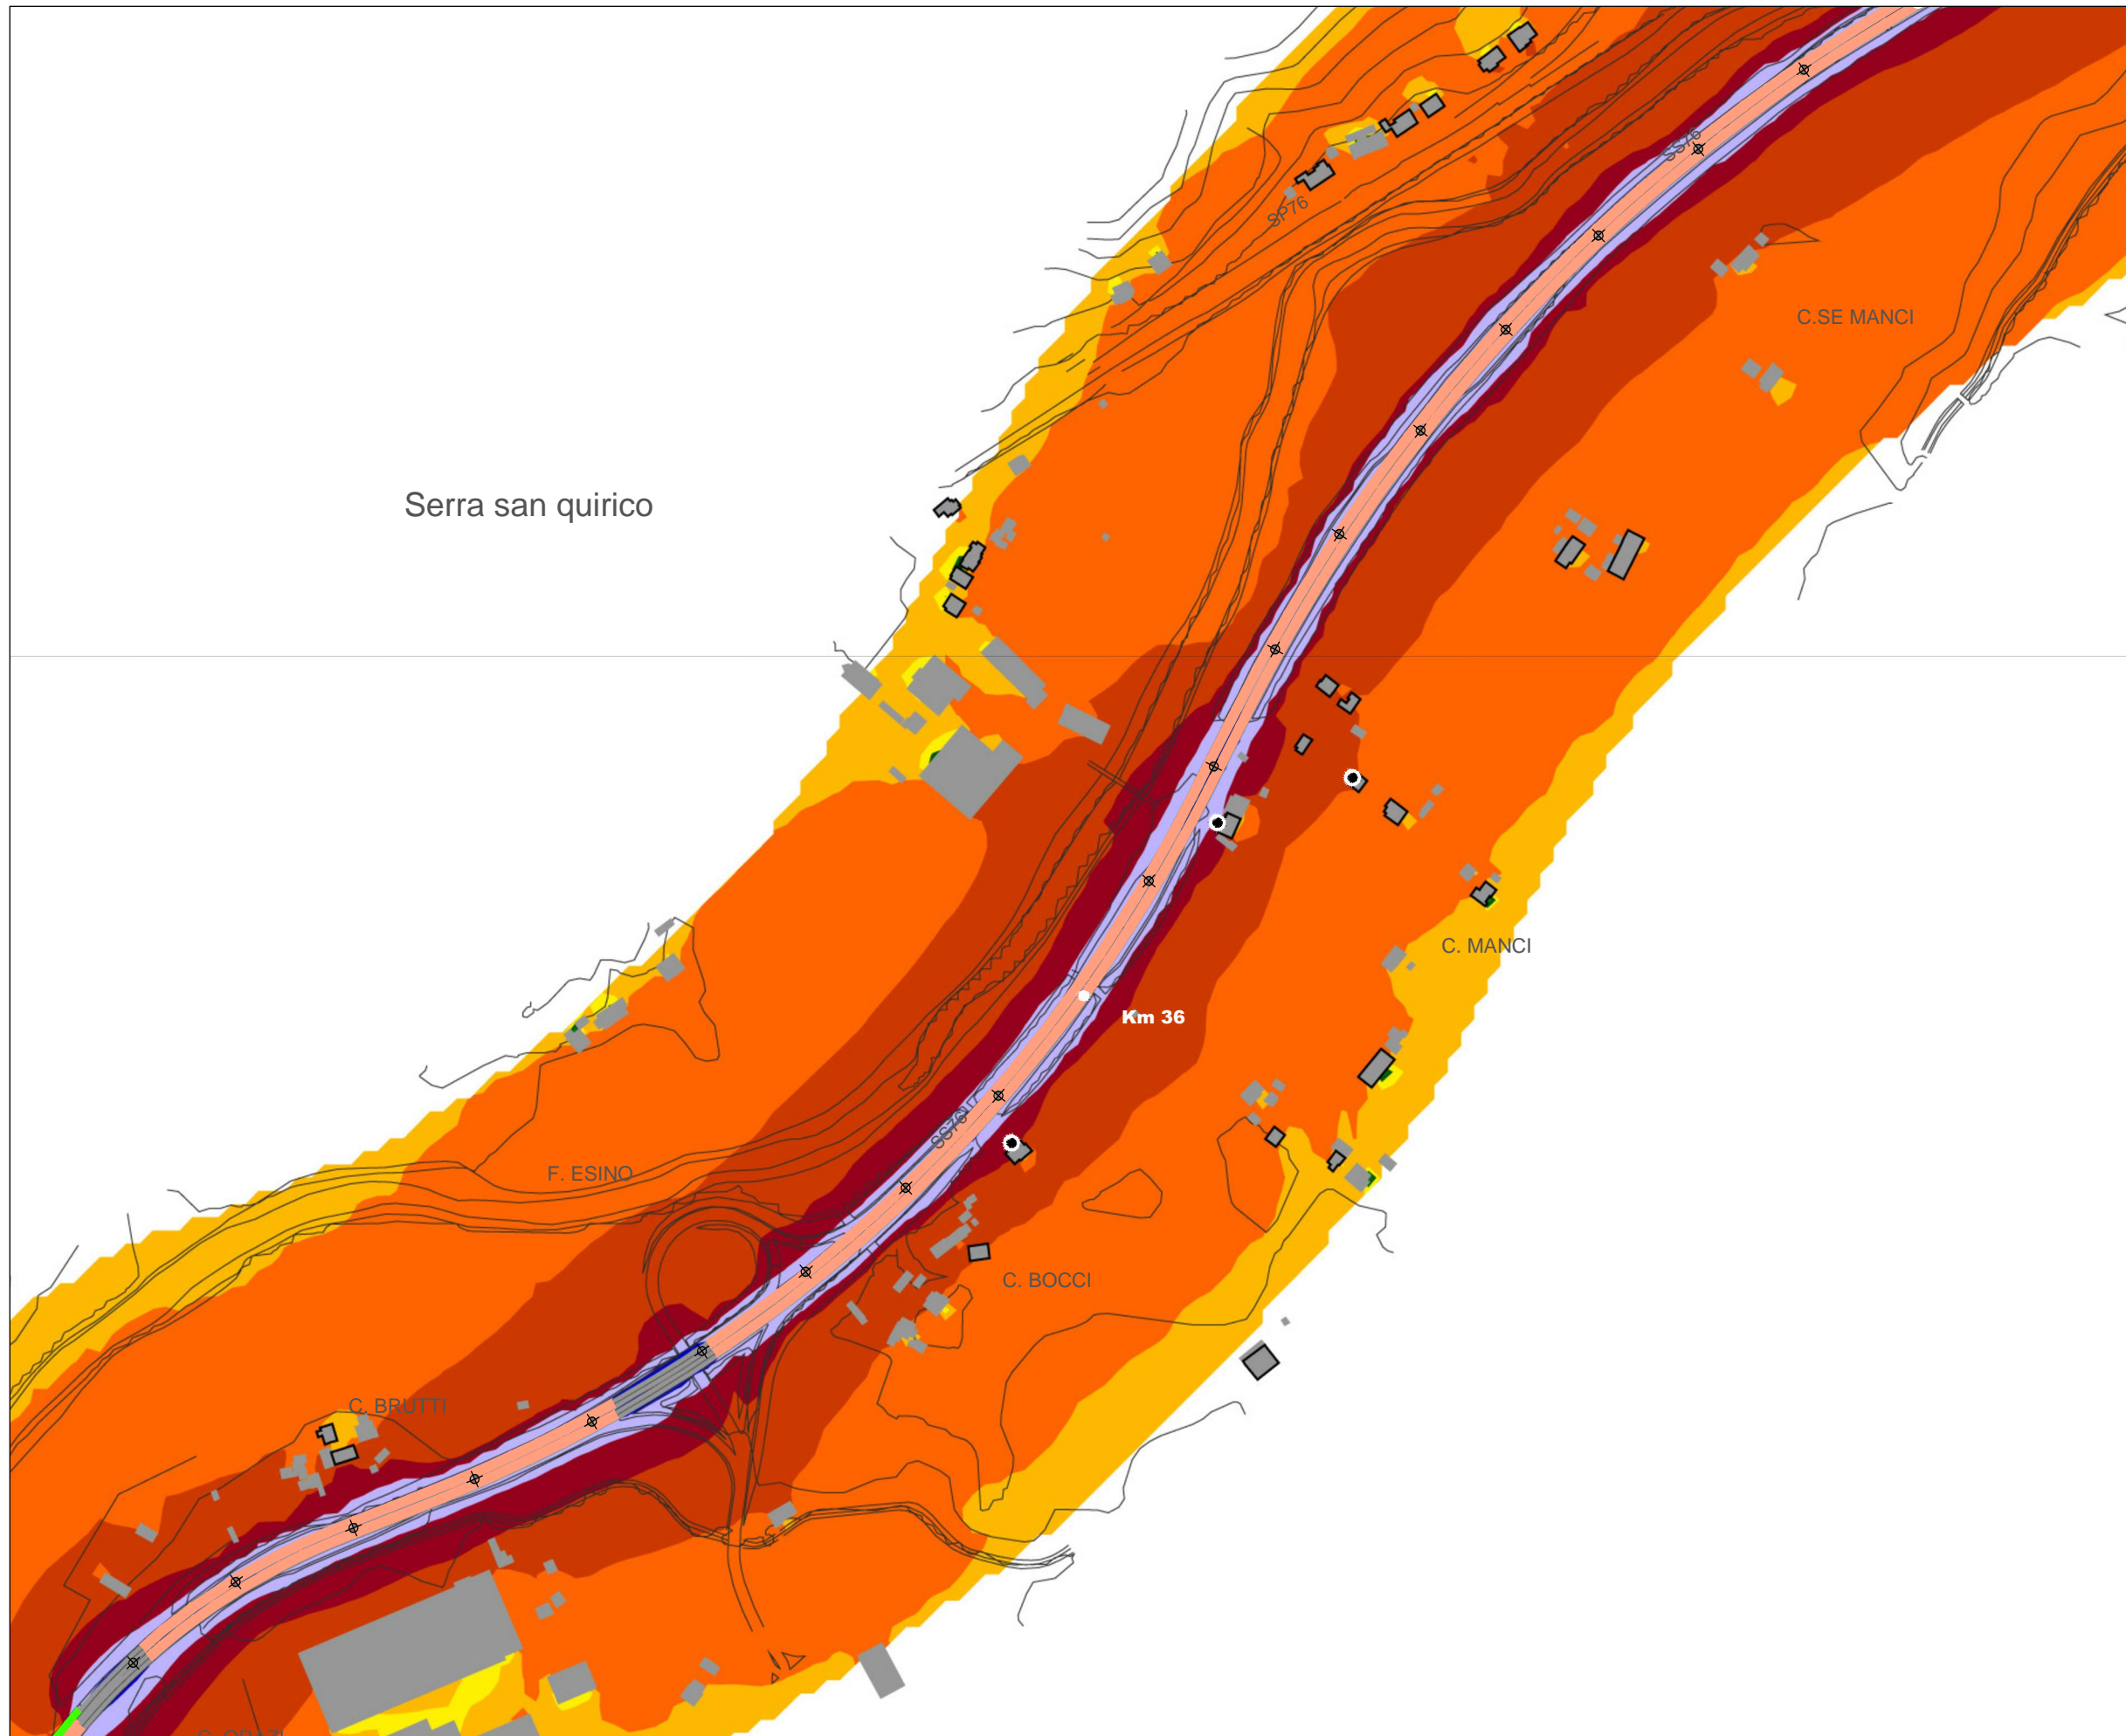 SS76
SP76
C.SE MANCI
Serra san quirico
C. MANCI
Km 36
SS76
F. ESINO
C. BOCCI
C. BRUTTI